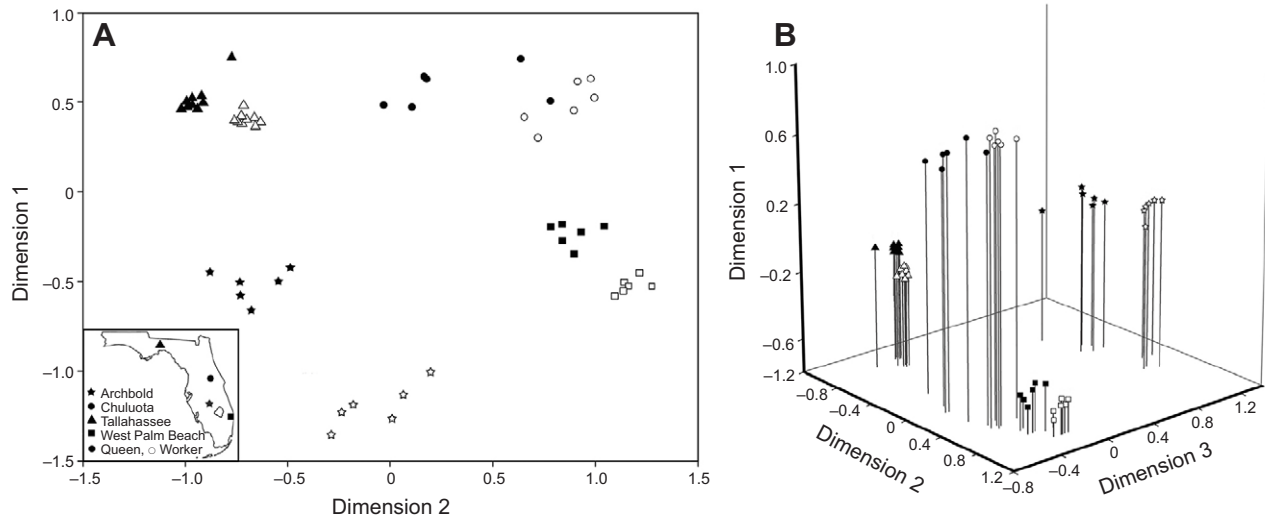 A
1.0
0.5
0
–0.5
–1.0
–1.5
Dimension 1
–1.5
–1.0
–0.5
0
0.5
1.0
1.5
Dimension 2
Archbold
Chuluota
Tallahassee
West Palm Beach
Queen, Worker
B
1.0
0.6
0.2
–0.2
–0.6
–1.2
Dimension 1
–0.8
–0.4
0
0.4
0.8
1.2
Dimension 2
–0.8
–0.4
0
0.4
0.8
1.2
Dimension 3